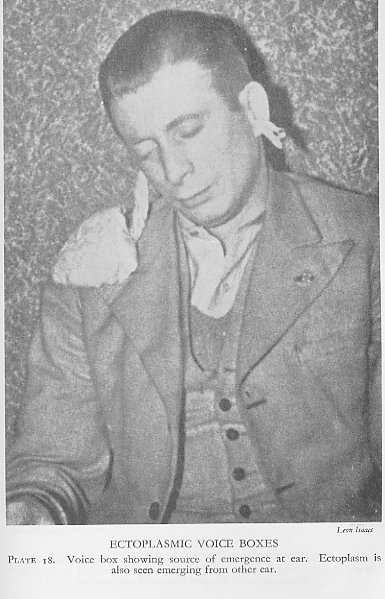 Leon Isaacs
ECTOPLASMIC VOICE BOXES
PLATE 18. Voice box showing source of emergence at ear. Ectoplasm is
also seen emerging from other ear.